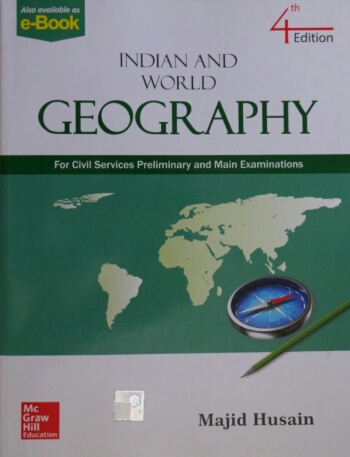 Also available as
e-Book
4th
Edition
INDIAN AND
WORLD
GEOGRAPHY
For Civil Services Preliminary and Main Examinations
Mc
Graw
Hill
Education
Majid Husain